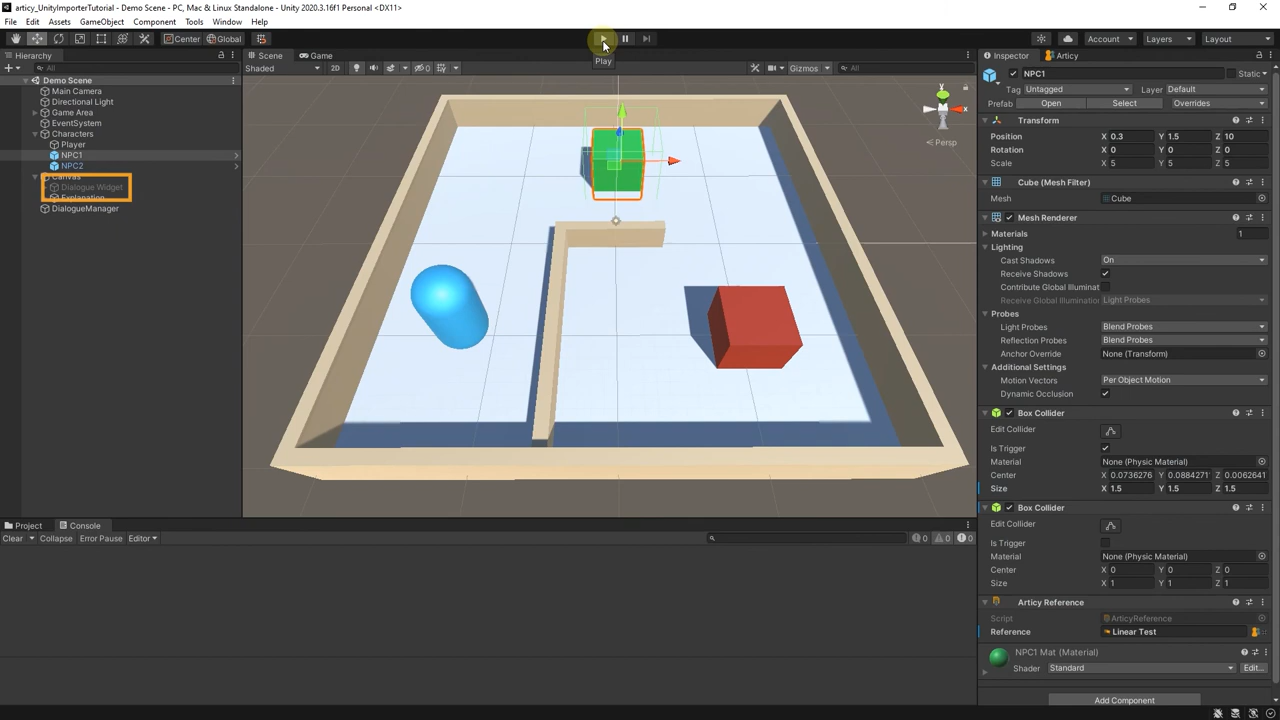 articy_UnityImporterTutorial - Demo Scene - PC, Mac & Linux Standalone - Unity 2020.3.16f1 Personal <DX11>
File Edit Assets GameObject Component Tools Window Help
Center Global Account Layers Layout
Play
Hierarchy
All
Demo Scene
Main Camera
Directional Light
Game Area
EventSystem
Characters
Player
NPC1
NPC2
Canvas
Dialogue Widget
Explanation
DialogueManager
Scene Game
Shaded 2D 0 Gizmos All
x
Persp
Project Console
Clear Collapse Error Pause Editor 0 0 0
Inspector Articy
NPC1 Static
Tag Untagged Layer Default
Prefab Open Select Overrides
Transform
Position X 0.3 Y 1.5 Z 10
Rotation X 0 Y 0 Z 0
Scale X 5 Y 5 Z 5
Cube (Mesh Filter)
Mesh Cube
Mesh Renderer
Materials 1
Lighting
Cast Shadows On
Receive Shadows
Contribute Global Illuminat
Receive Global Illumination Light Probes
Probes
Light Probes Blend Probes
Reflection Probes Blend Probes
Anchor Override None (Transform)
Additional Settings
Motion Vectors Per Object Motion
Dynamic Occlusion
Box Collider
Edit Collider
Is Trigger
Material None (Physic Material)
Center X 0.0736276 Y 0.0884271 Z 0.0062641
Size X 1.5 Y 1.5 Z 1.5
Box Collider
Edit Collider
Is Trigger
Material None (Physic Material)
Center X 0 Y 0 Z 0
Size X 1 Y 1 Z 1
Articy Reference
Script ArticyReference
Reference Linear Test
NPC1 Mat (Material)
Shader Standard Edit...
Add Component